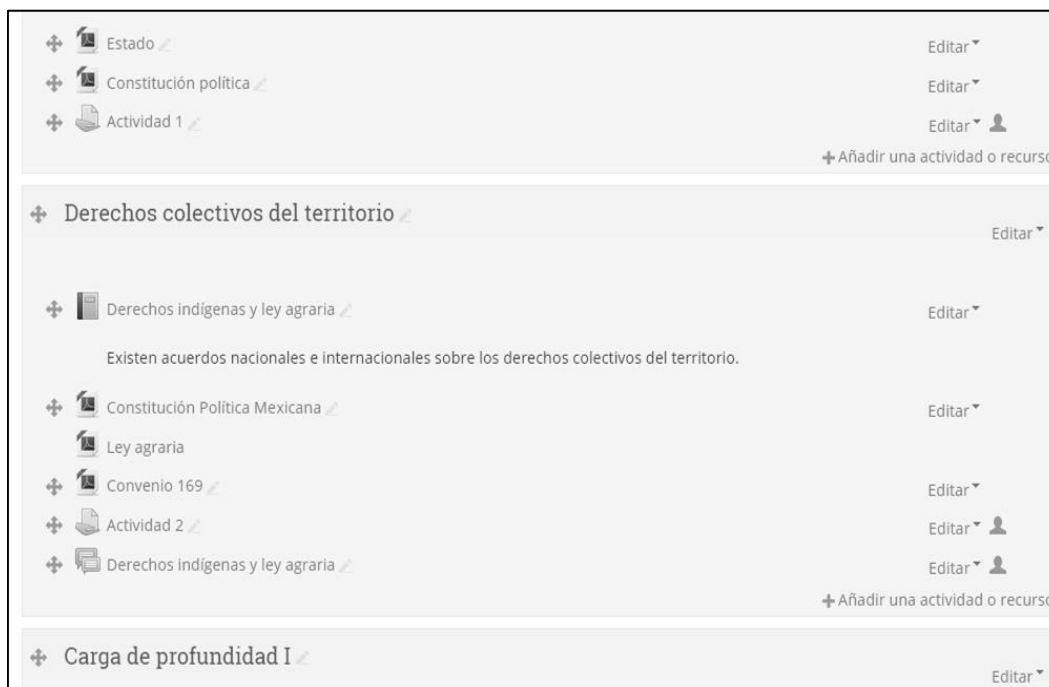 Estado Editar
Constitución política Editar
Actividad 1 Editar
Añadir una actividad o recurso
Derechos colectivos del territorio
Editar
Derechos indígenas y ley agraria Editar
Existen acuerdos nacionales e internacionales sobre los derechos colectivos del territorio.
Constitución Política Mexicana Editar
Ley agraria
Convenio 169 Editar
Actividad 2 Editar
Derechos indígenas y ley agraria Editar
Añadir una actividad o recurso
Carga de profundidad I
Editar